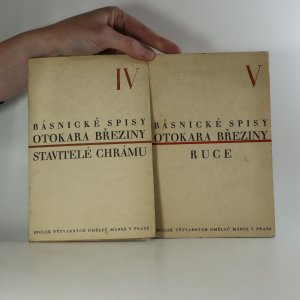 IV
BÁSNICKÉ SPISY
OTOKARA BŘEZINY
STAVITELÉ CHRÁMU
SPOLEK VÝTVARNÝCH UMĚLCŮ MÁNES V PRAZE
V
BÁSNICKÉ SPISY
OTOKARA BŘEZINY
RUCE
SPOLEK VÝTVARNÝCH UMĚLCŮ MÁNES V PRAZE